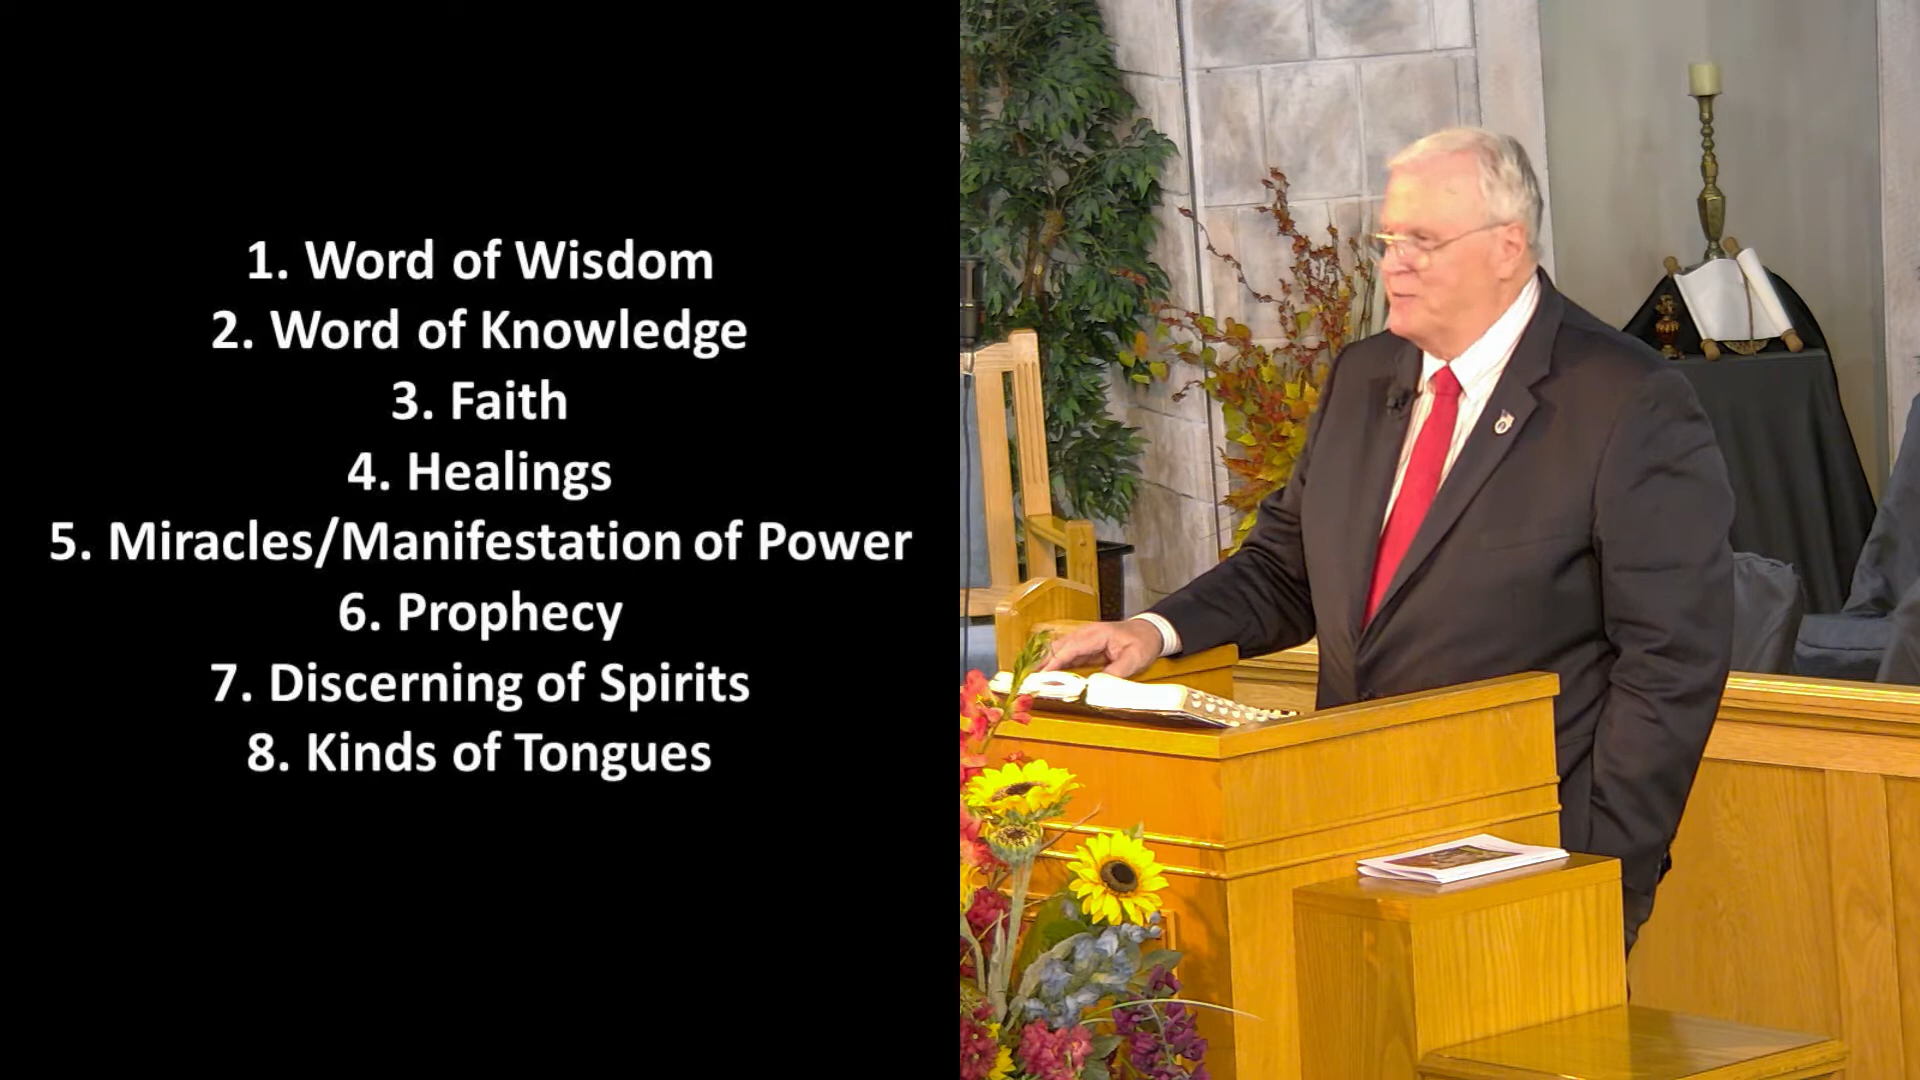 1. Word of Wisdom
2. Word of Knowledge
3. Faith
4. Healings
5. Miracles/Manifestation of Power
6. Prophecy
7. Discerning of Spirits
8. Kinds of Tongues